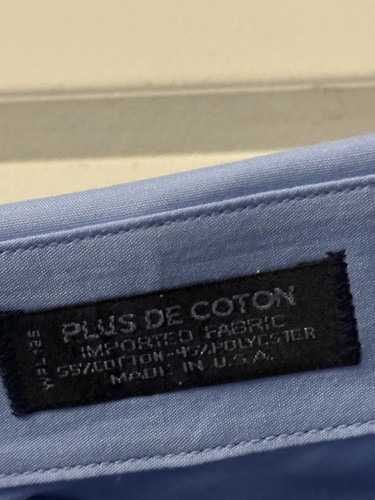 PLUS DE COTON
IMPORTED FABRIC
55/COTTON-45/POLYESTER
MADE IN U.S.A.